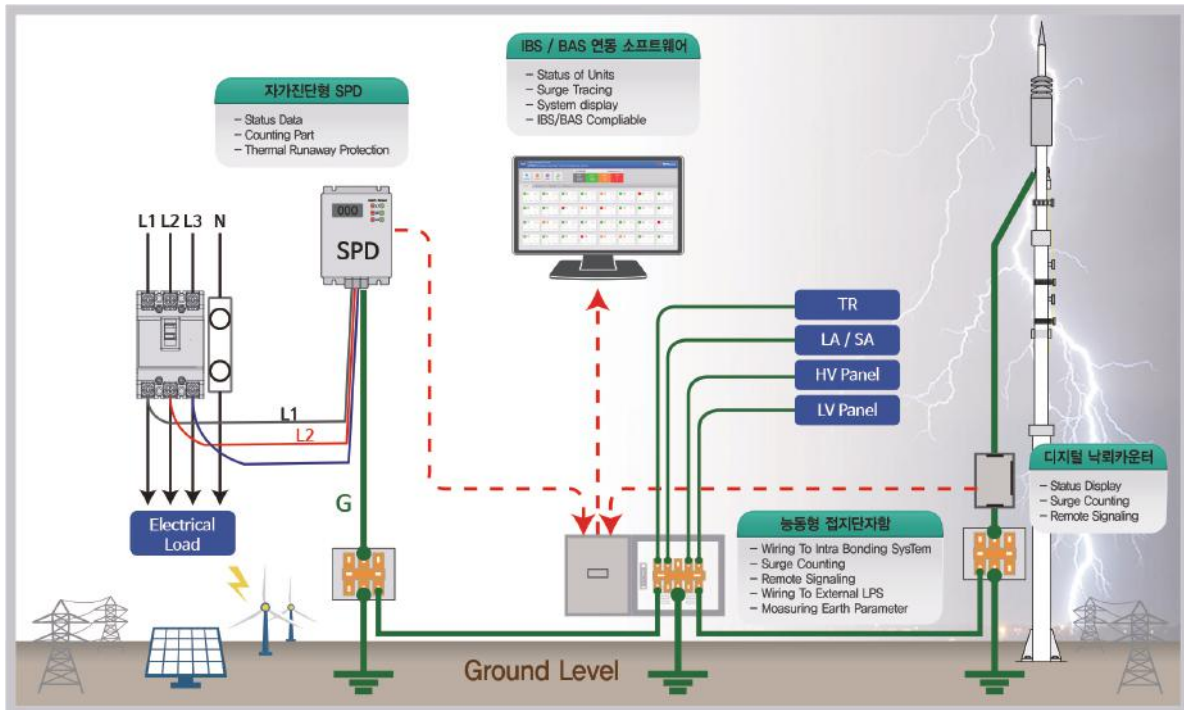 IBS / BAS 연동 소프트웨어
- Status of Units
- Surge Tracing
- System display
- IBS/BAS Compliable
자가진단형 SPD
- Status Data
- Counting Part
- Thermal Runaway Protection
L1 L2 L3 N
000
SPD
TR
LA / SA
HV Panel
LV Panel
L1
L2
G
Electrical
Load
디지털 낙뢰카운터
- Status Display
- Surge Counting
- Remote Signaling
능동형 접지단자함
- Wiring To Intra Bonding SysTem
- Surge Counting
- Remote Signaling
- Wiring To External LPS
- Moasuring Earth Parameter
Ground Level